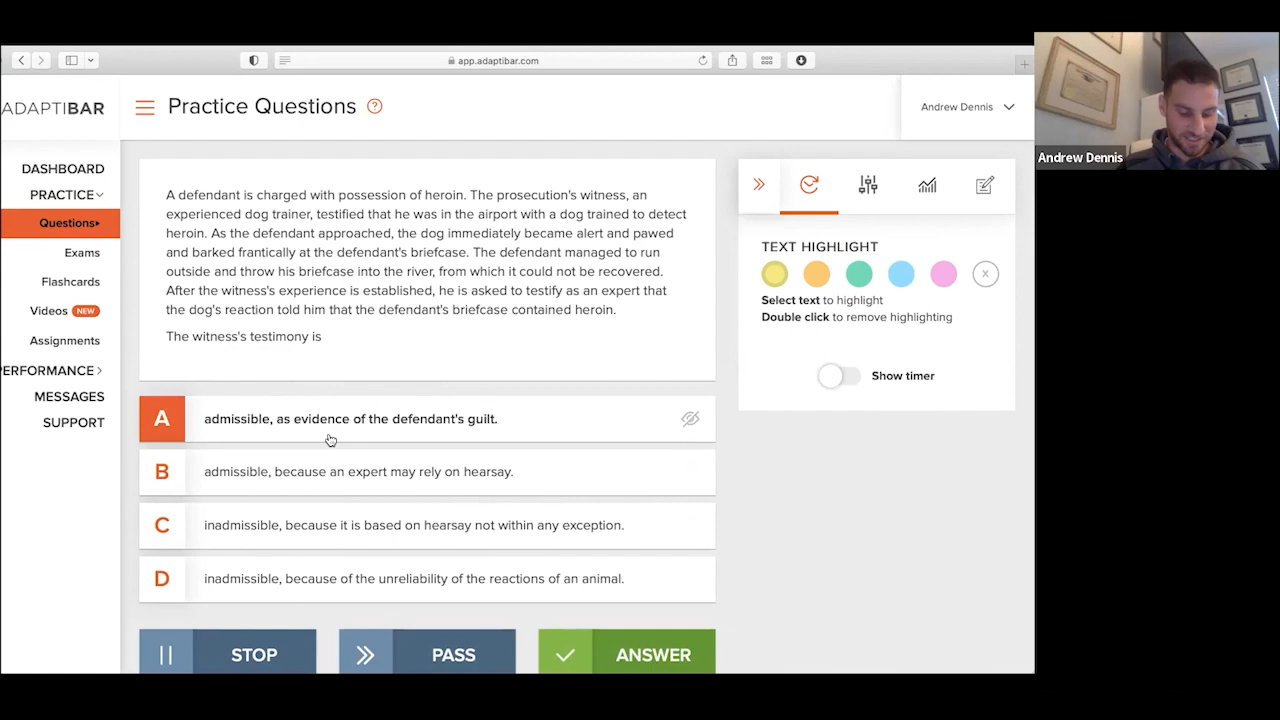 app.adaptibar.com
ADAPTIBAR
Practice Questions ?
Andrew Dennis
Andrew Dennis
DASHBOARD
PRACTICE
Questions
Exams
Flashcards
Videos NEW
Assignments
ERFORMANCE
MESSAGES
SUPPORT
A defendant is charged with possession of heroin. The prosecution's witness, an
experienced dog trainer, testified that he was in the airport with a dog trained to detect
heroin. As the defendant approached, the dog immediately became alert and pawed
and barked frantically at the defendant's briefcase. The defendant managed to run
outside and throw his briefcase into the river, from which it could not be recovered.
After the witness's experience is established, he is asked to testify as an expert that
the dog's reaction told him that the defendant's briefcase contained heroin.
The witness's testimony is
A admissible, as evidence of the defendant's guilt.
B admissible, because an expert may rely on hearsay.
C inadmissible, because it is based on hearsay not within any exception.
D inadmissible, because of the unreliability of the reactions of an animal.
STOP
PASS
ANSWER
TEXT HIGHLIGHT
X
Select text to highlight
Double click to remove highlighting
Show timer